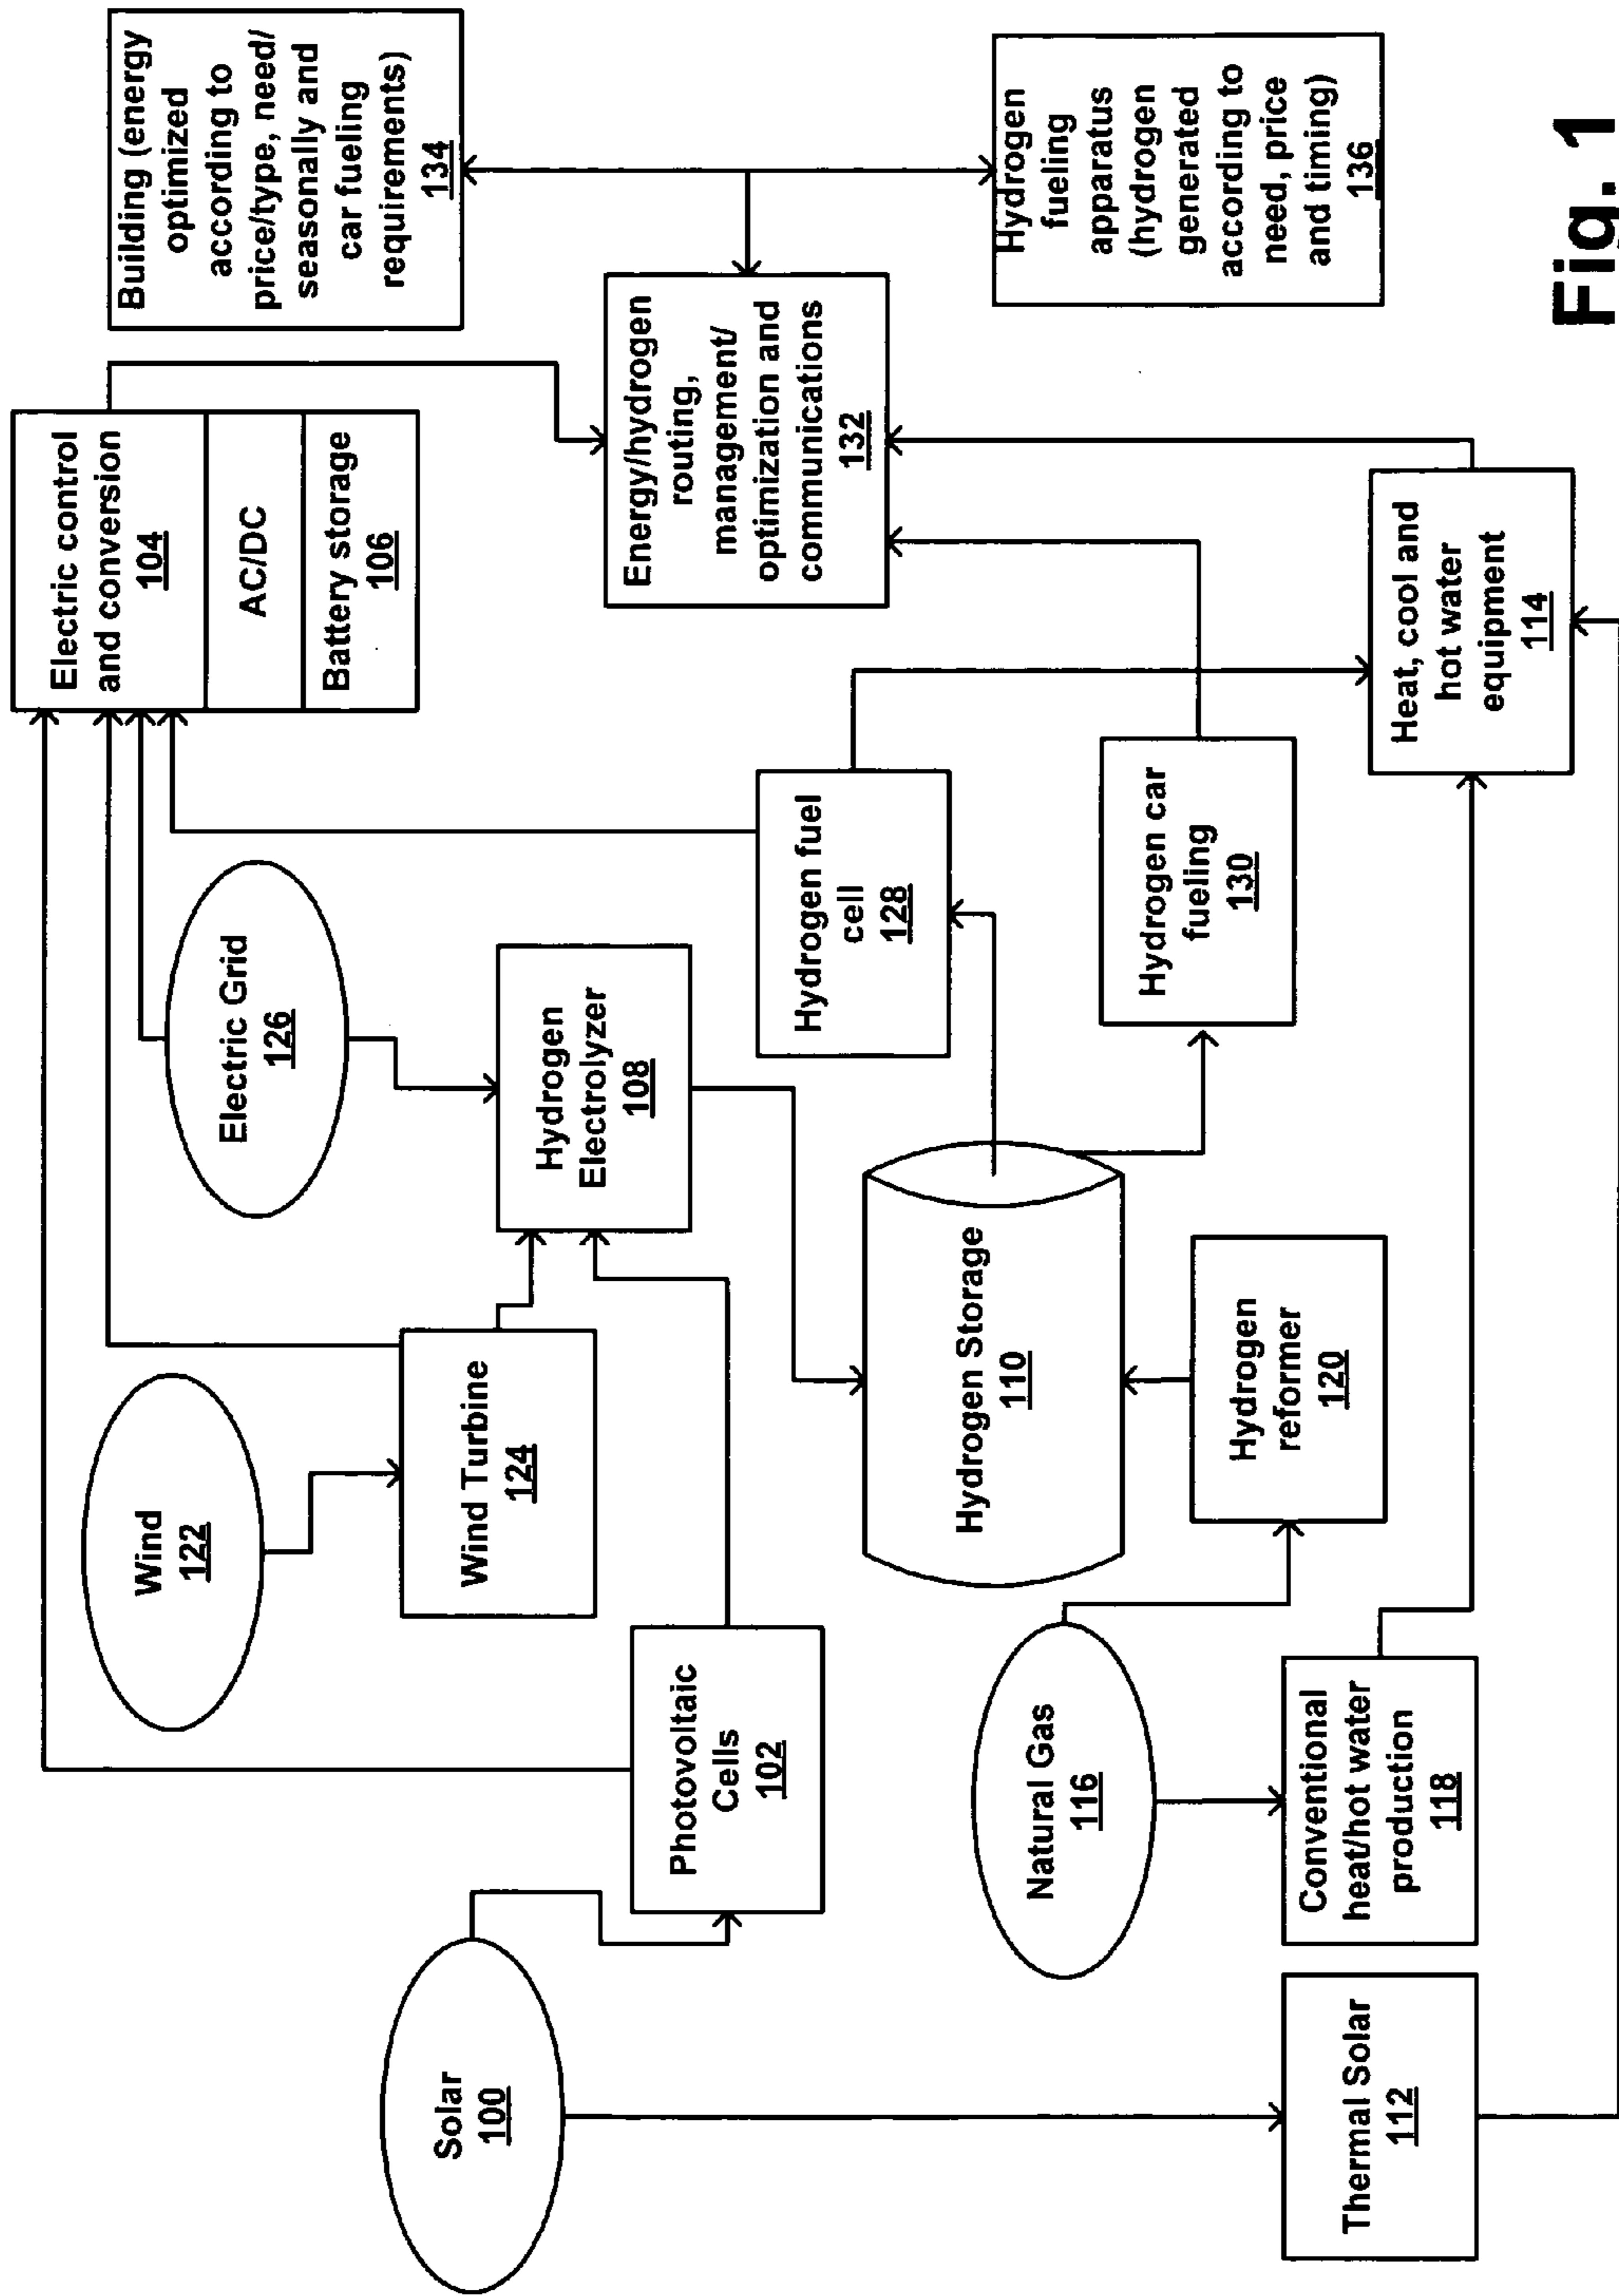 Solar
100
Wind
122
Photovoltaic
Cells
102
Wind Turbine
124
Electric Grid
126
Hydrogen
Electrolyzer
108
Electric control
and conversion
104
AC/DC
Battery storage
106
Building (energy
optimized
according to
price/type, need/
seasonally and
car fueling
requirements)
134
Energy/hydrogen
routing,
management/
optimization and
communications
132
Hydrogen fuel
cell
128
Hydrogen Storage
110
Hydrogen car
fueling
130
Hydrogen
fueling
apparatus
(hydrogen
generated
according to
need, price
and timing)
136
Natural Gas
116
Hydrogen
reformer
120
Thermal Solar
112
Conventional
heat/hot water
production
118
Heat, cool and
hot water
equipment
114
Fig. 1